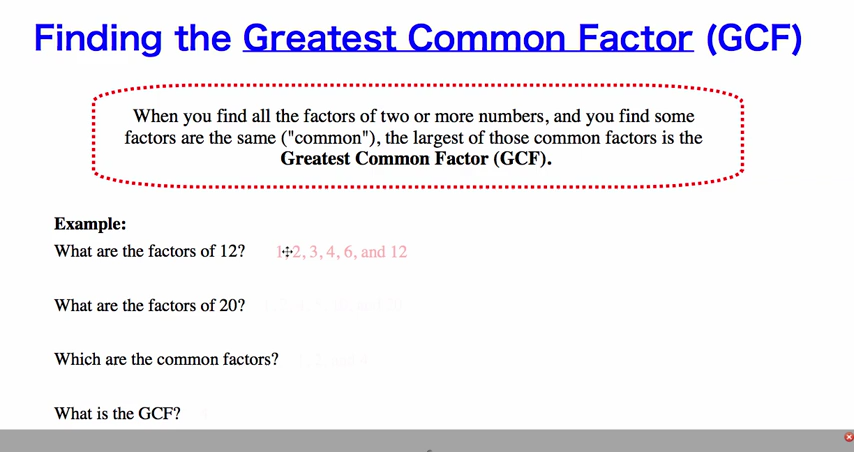 Finding the Greatest Common Factor (GCF)
When you find all the factors of two or more numbers, and you find some
factors are the same ("common"), the largest of those common factors is the
Greatest Common Factor (GCF).
Example:
What are the factors of 12? 1, 2, 3, 4, 6, and 12
What are the factors of 20?
Which are the common factors?
What is the GCF?